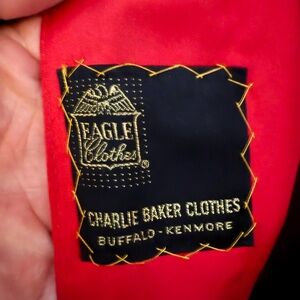 EAGLE
Clothes
®
CHARLIE BAKER CLOTHES
BUFFALO - KENMORE